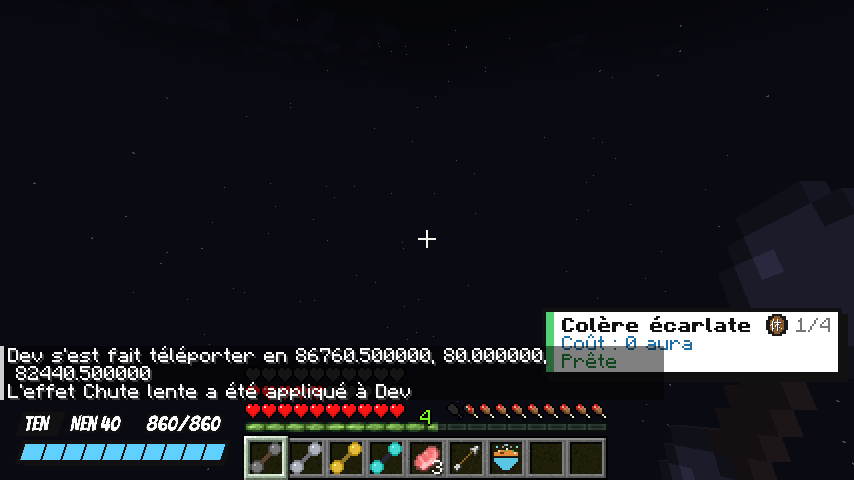 Colère écarlate 休 1/4
Coût : 0 aura
Prête
Dev s'est fait téléporter en 86760.500000, 80.000000,
82440.500000
L'effet Chute lente a été appliqué à Dev
TEN NEN 40 860/860
4
3